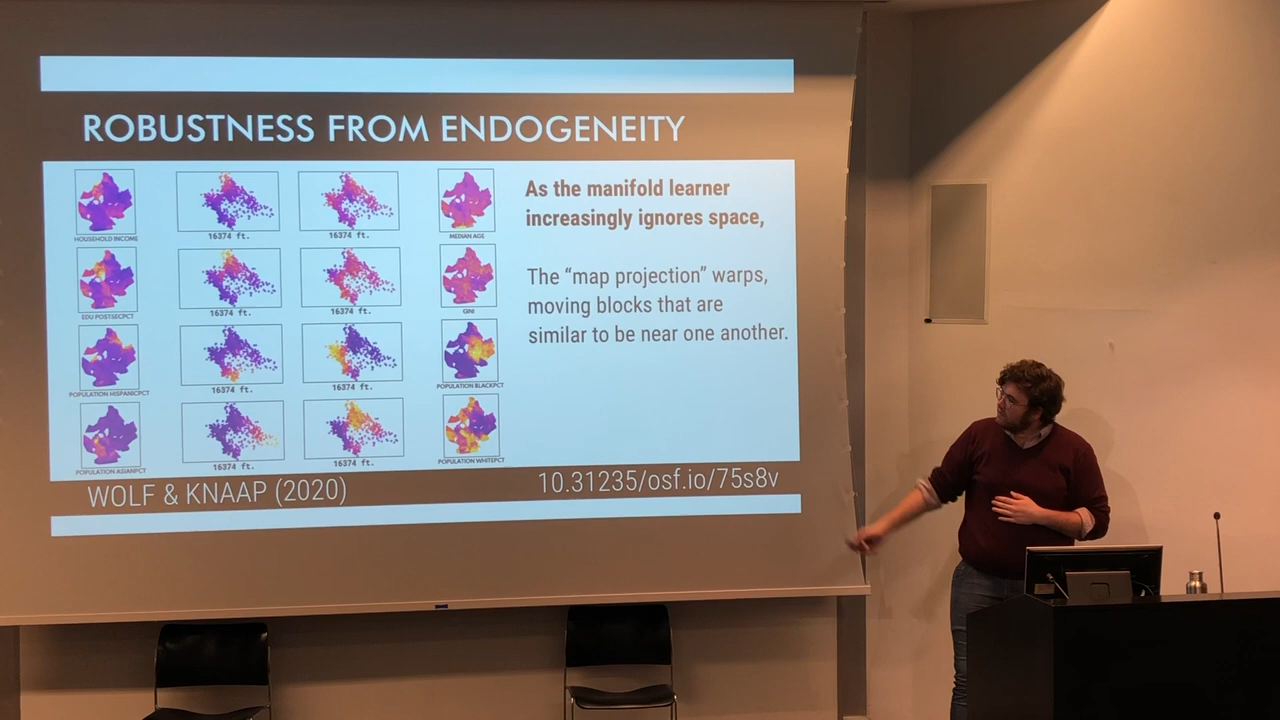 ROBUSTNESS FROM ENDOGENEITY
HOUSEHOLD INCOME
16374 ft.
16374 ft.
MEDIAN AGE
EDU POSTSECPCT
16374 ft.
16374 ft.
GINI
POPULATION HISPANICPCT
16374 ft.
16374 ft.
POPULATION BLACKPCT
POPULATION ASIANPCT
16374 ft.
16374 ft.
POPULATION WHITEPCT
As the manifold learner
increasingly ignores space,
The “map projection” warps,
moving blocks that are
similar to be near one another.
WOLF & KNAAP (2020)
10.31235/osf.io/75s8v